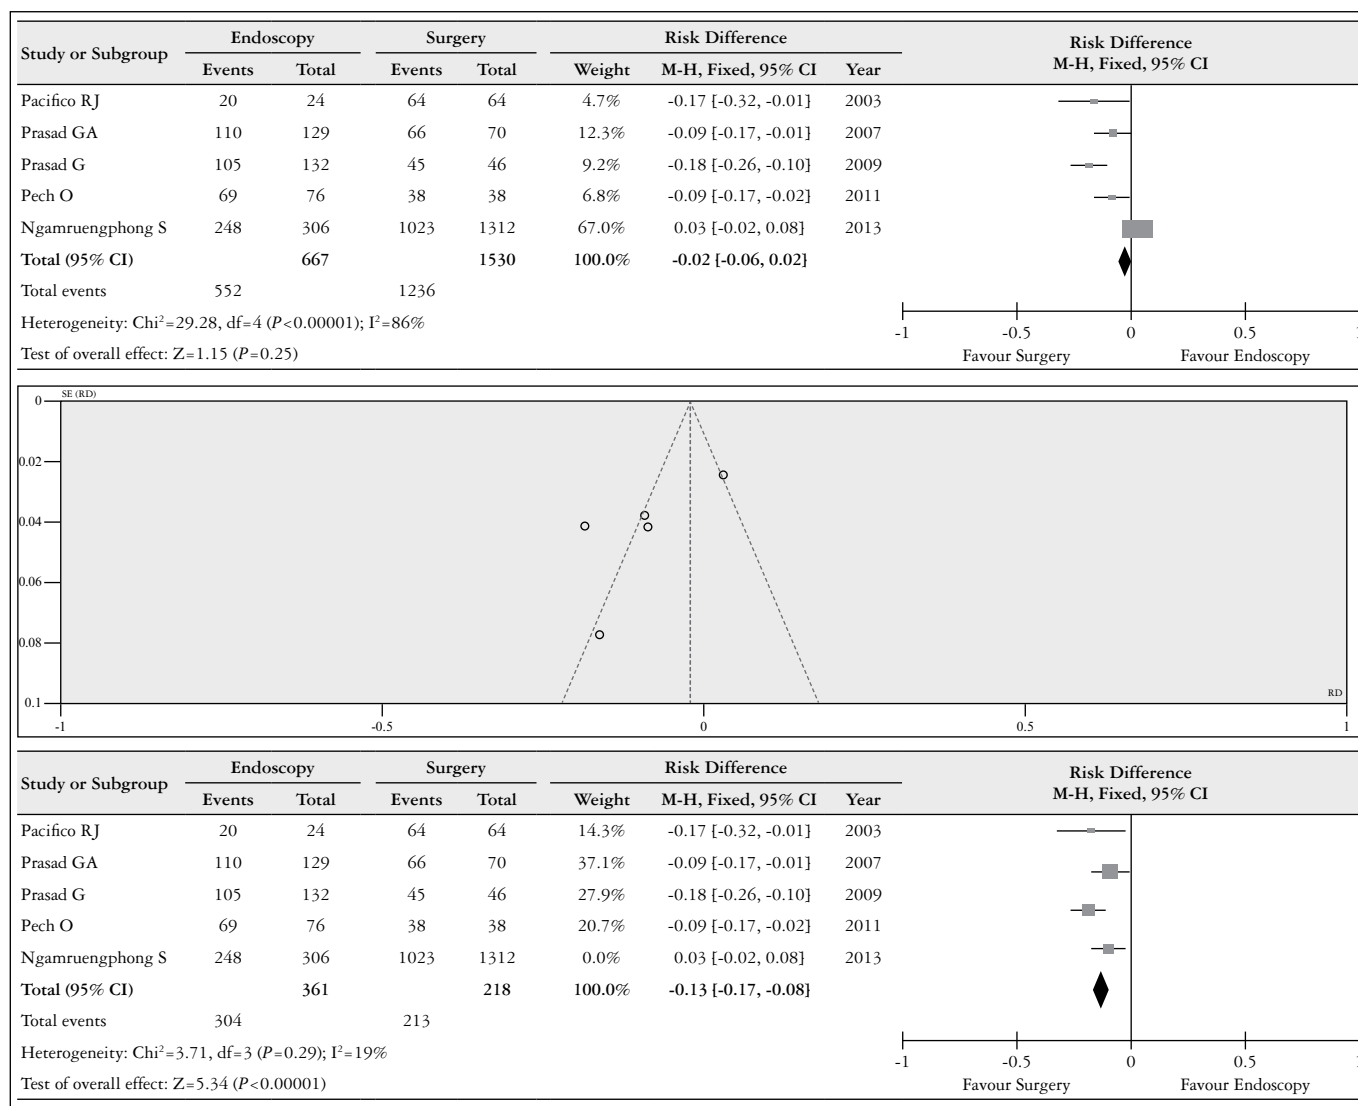 Study or Subgroup Endoscopy Surgery Risk Difference Risk Difference
Events Total Events Total Weight M-H, Fixed, 95% CI Year M-H, Fixed, 95% CI
Pacifico RJ 20 24 64 64 4.7% -0.17 [-0.32, -0.01] 2003
Prasad GA 110 129 66 70 12.3% -0.09 [-0.17, -0.01] 2007
Prasad G 105 132 45 46 9.2% -0.18 [-0.26, -0.10] 2009
Pech O 69 76 38 38 6.8% -0.09 [-0.17, -0.02] 2011
Ngamruengphong S 248 306 1023 1312 67.0% 0.03 [-0.02, 0.08] 2013
Total (95% CI) 667 1530 100.0% -0.02 [-0.06, 0.02]
Total events 552 1236
Heterogeneity: Chi²=29.28, df=4 (P<0.00001); I²=86%
Test of overall effect: Z=1.15 (P=0.25)
-1 -0.5 0 0.5 1
Favour Surgery Favour Endoscopy
SE (RD)
0
0.02
0.04
0.06
0.08
0.1
RD
-1 -0.5 0 0.5 1
Study or Subgroup Endoscopy Surgery Risk Difference Risk Difference
Events Total Events Total Weight M-H, Fixed, 95% CI Year M-H, Fixed, 95% CI
Pacifico RJ 20 24 64 64 14.3% -0.17 [-0.32, -0.01] 2003
Prasad GA 110 129 66 70 37.1% -0.09 [-0.17, -0.01] 2007
Prasad G 105 132 45 46 27.9% -0.18 [-0.26, -0.10] 2009
Pech O 69 76 38 38 20.7% -0.09 [-0.17, -0.02] 2011
Ngamruengphong S 248 306 1023 1312 0.0% 0.03 [-0.02, 0.08] 2013
Total (95% CI) 361 218 100.0% -0.13 [-0.17, -0.08]
Total events 304 213
Heterogeneity: Chi²=3.71, df=3 (P=0.29); I²=19%
Test of overall effect: Z=5.34 (P<0.00001)
-1 -0.5 0 0.5 1
Favour Surgery Favour Endoscopy